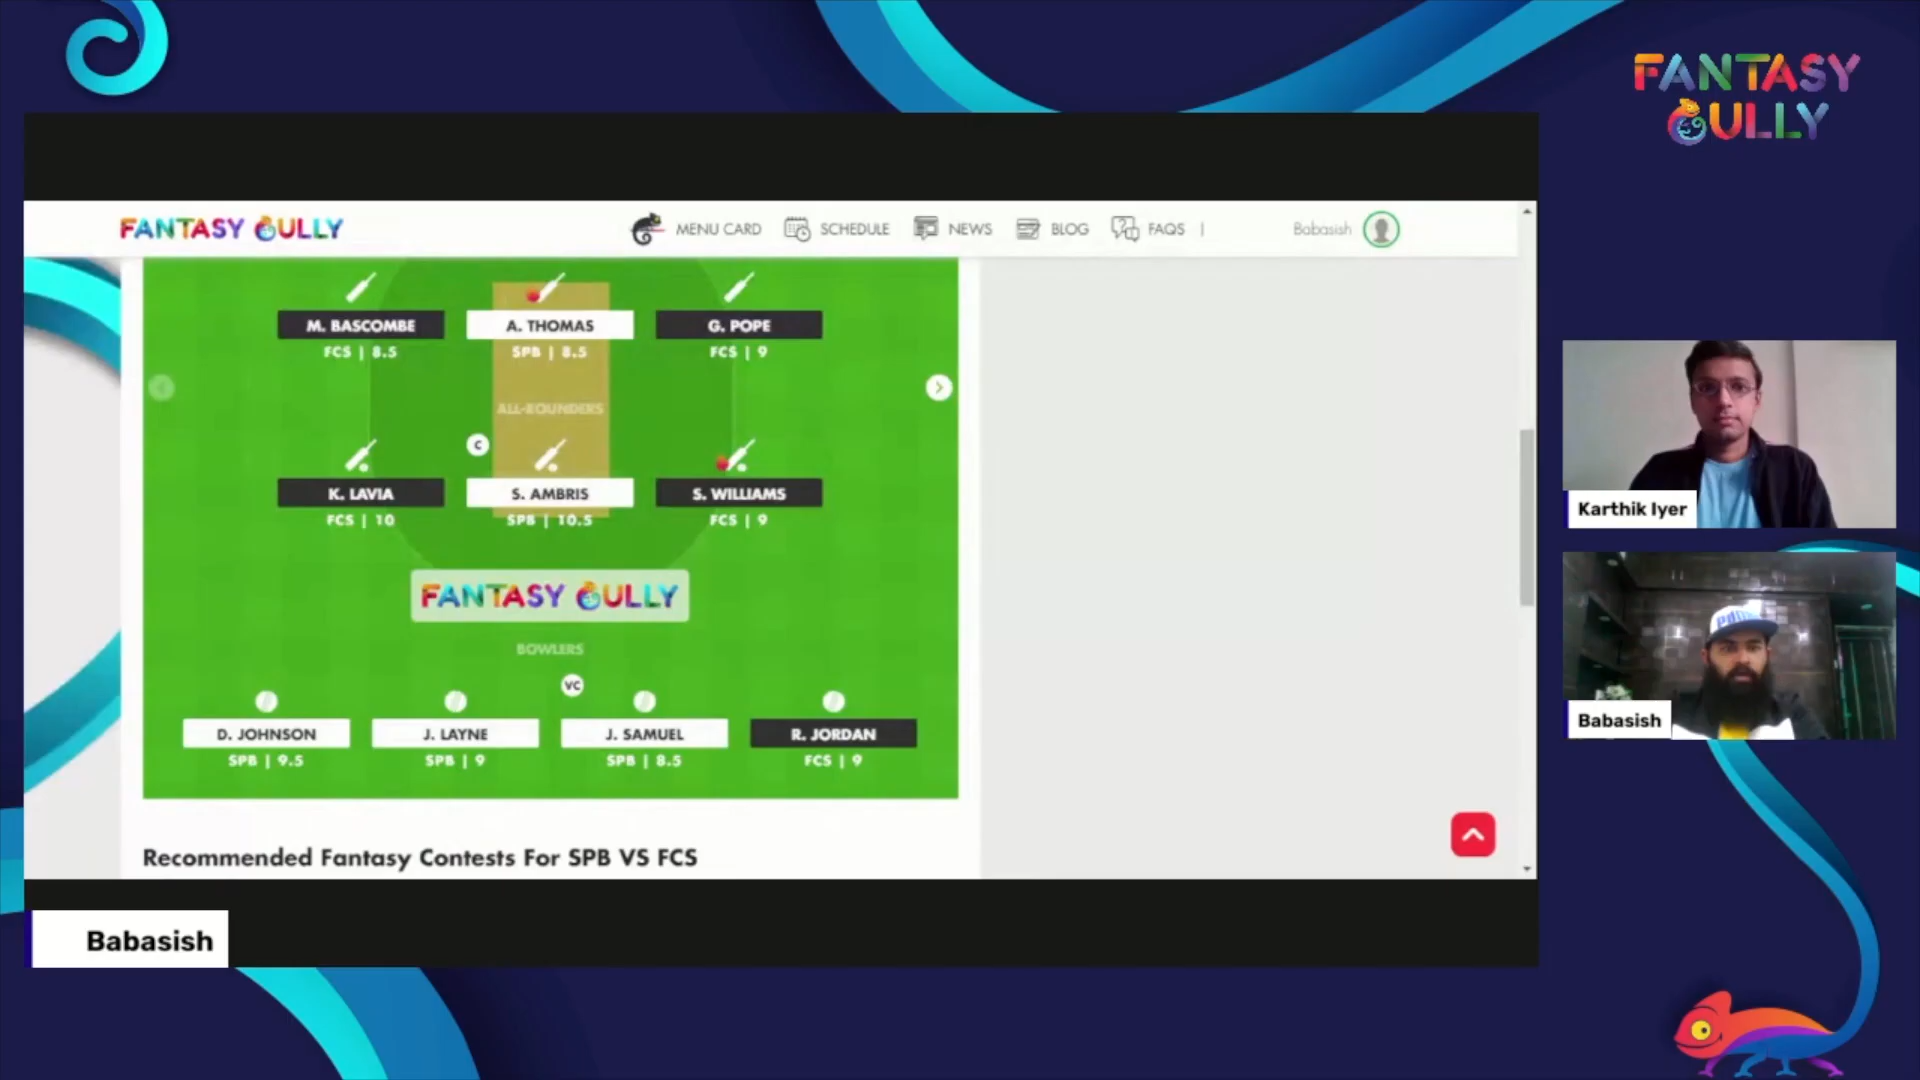 FANTASY
GULLY
FANTASY GULLY
MENU CARD
SCHEDULE
NEWS
BLOG
FAQS |
Babasish
M. BASCOMBE
A. THOMAS
G. POPE
FCS | 8.5
SPB | 8.5
FCS | 9
ALL-ROUNDERS
C
K. LAVIA
S. AMBRIS
S. WILLIAMS
FCS | 10
SPB | 10.5
FCS | 9
FANTASY GULLY
BOWLERS
VC
D. JOHNSON
J. LAYNE
J. SAMUEL
R. JORDAN
SPB | 9.5
SPB | 9
SPB | 8.5
FCS | 9
Recommended Fantasy Contests For SPB VS FCS
Karthik Iyer
Babasish
Babasish